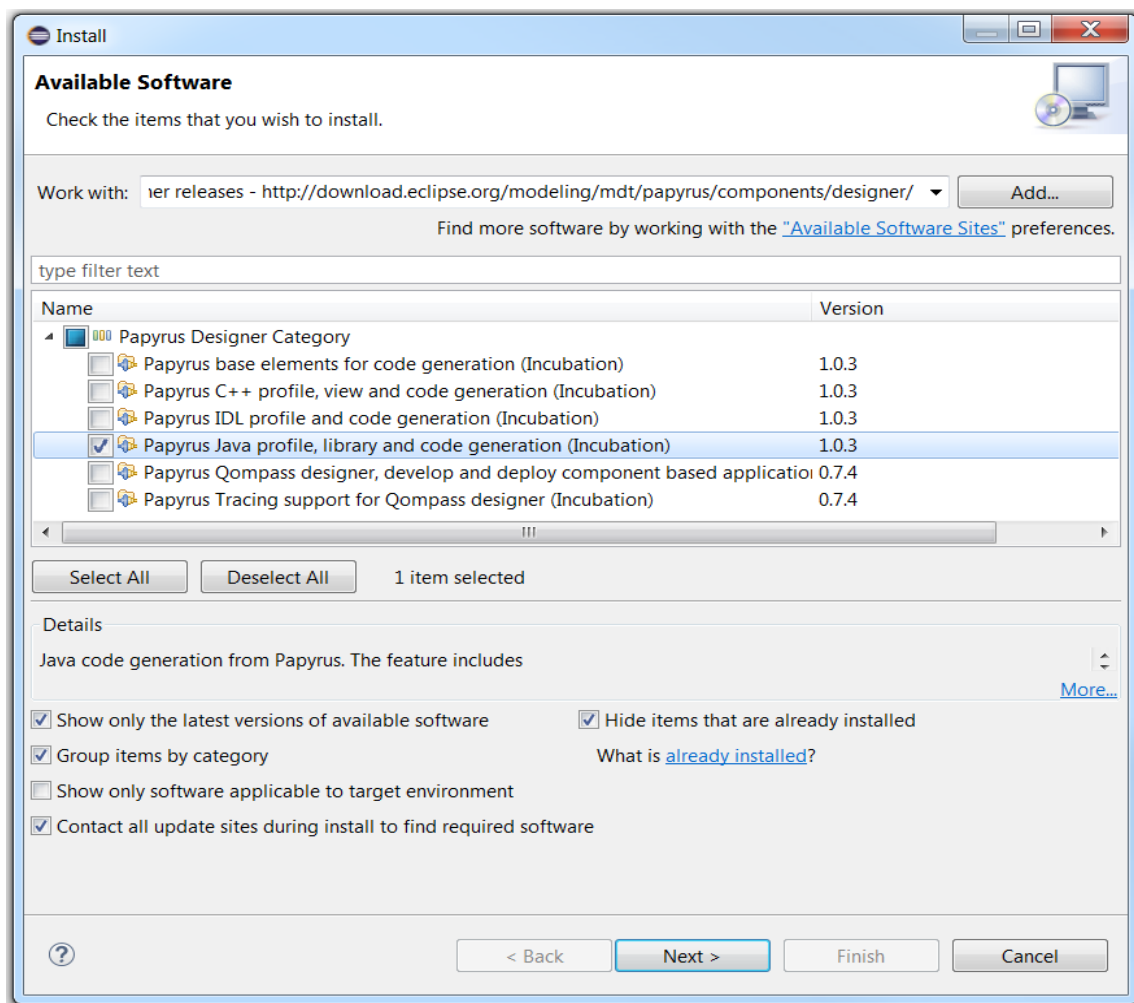 Install
Available Software
Check the items that you wish to install.
Work with: ner releases - http://download.eclipse.org/modeling/mdt/papyrus/components/designer/ Add...
Find more software by working with the "Available Software Sites" preferences.
type filter text
Name Version
Papyrus Designer Category
Papyrus base elements for code generation (Incubation) 1.0.3
Papyrus C++ profile, view and code generation (Incubation) 1.0.3
Papyrus IDL profile and code generation (Incubation) 1.0.3
Papyrus Java profile, library and code generation (Incubation) 1.0.3
Papyrus Qompass designer, develop and deploy component based application 0.7.4
Papyrus Tracing support for Qompass designer (Incubation) 0.7.4
Select All Deselect All 1 item selected
Details
Java code generation from Papyrus. The feature includes
More...
Show only the latest versions of available software Hide items that are already installed
Group items by category What is already installed?
Show only software applicable to target environment
Contact all update sites during install to find required software
< Back Next > Finish Cancel